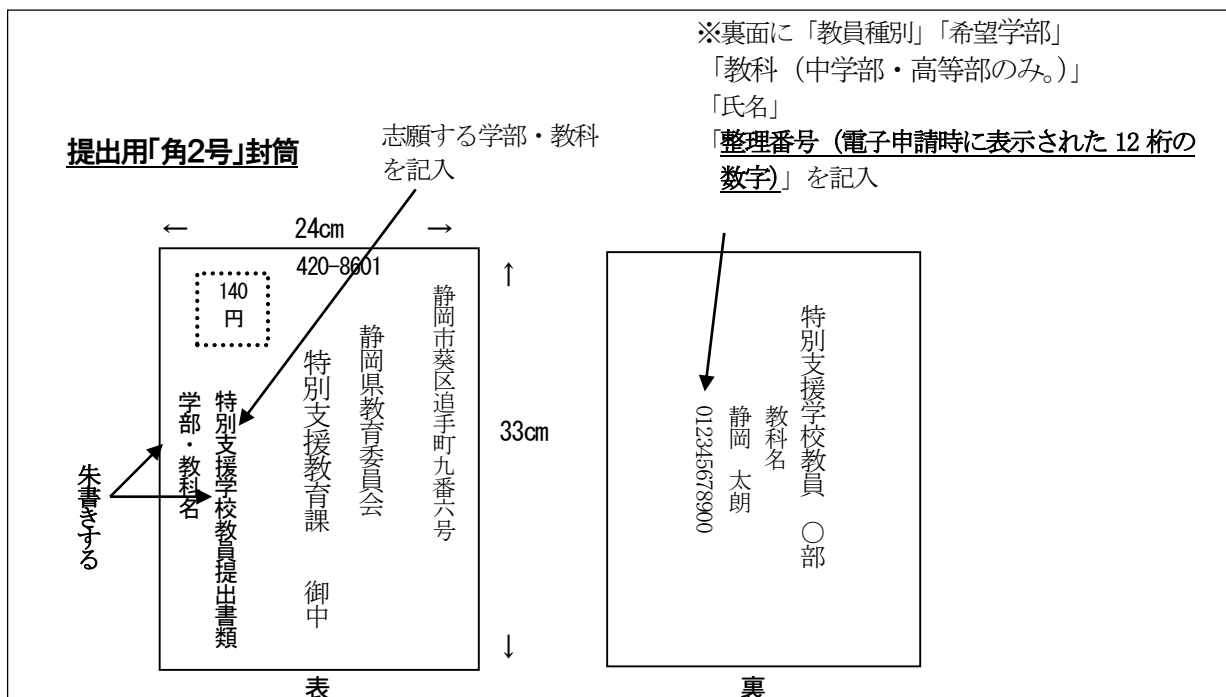 ※裏面に「教員種別」「希望学部」
「教科（中学部・高等部のみ。）」
「氏名」
「整理番号（電子申請時に表示された 12 桁の
数字）」を記入
志願する学部・教科
を記入
提出用「角2号」封筒
← 24cm →
420-8601
140
円
静岡市葵区追手町九番六号
静岡県教育委員会
特別支援教育課　御中
特別支援学校教員提出書類
学部・教科名
朱書きする
↑
33cm
↓
表
特別支援学校教員　○部
教科名
静岡　太朗
012345678900
裏